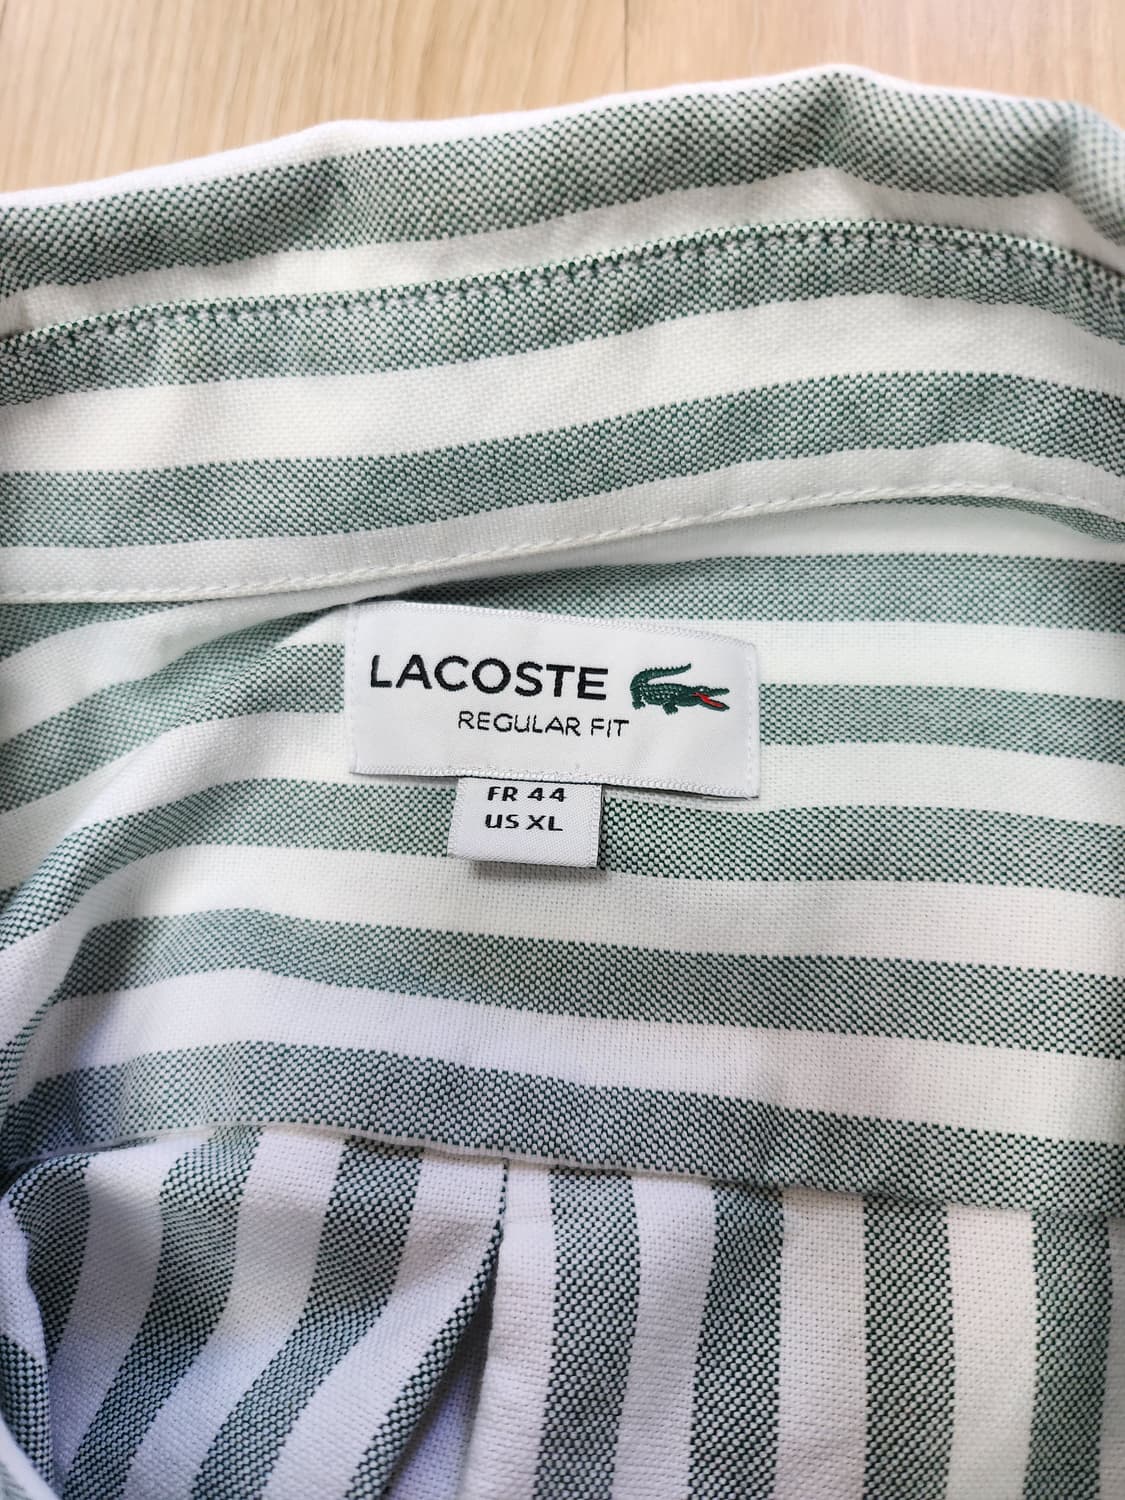 LACOSTE
REGULAR FIT
FR 44
US XL